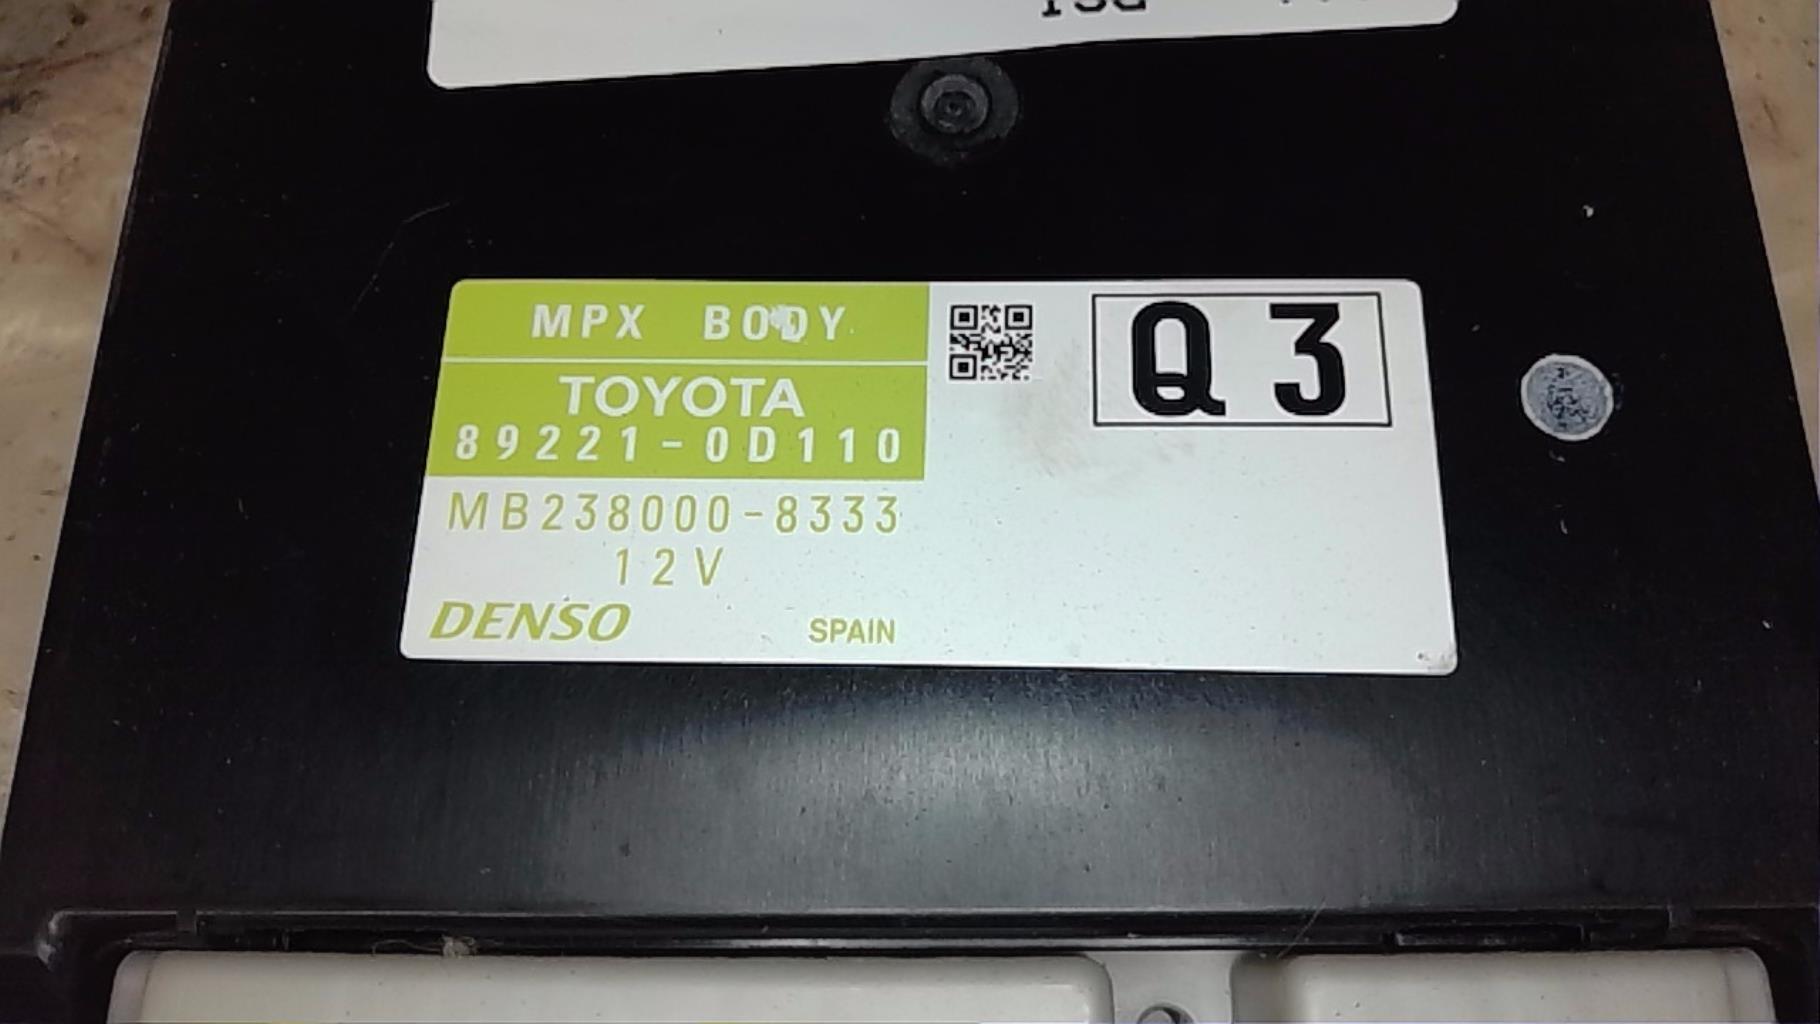 MPX BODY
Q3
TOYOTA
89221-0D110
MB238000-8333
12V
DENSO
SPAIN